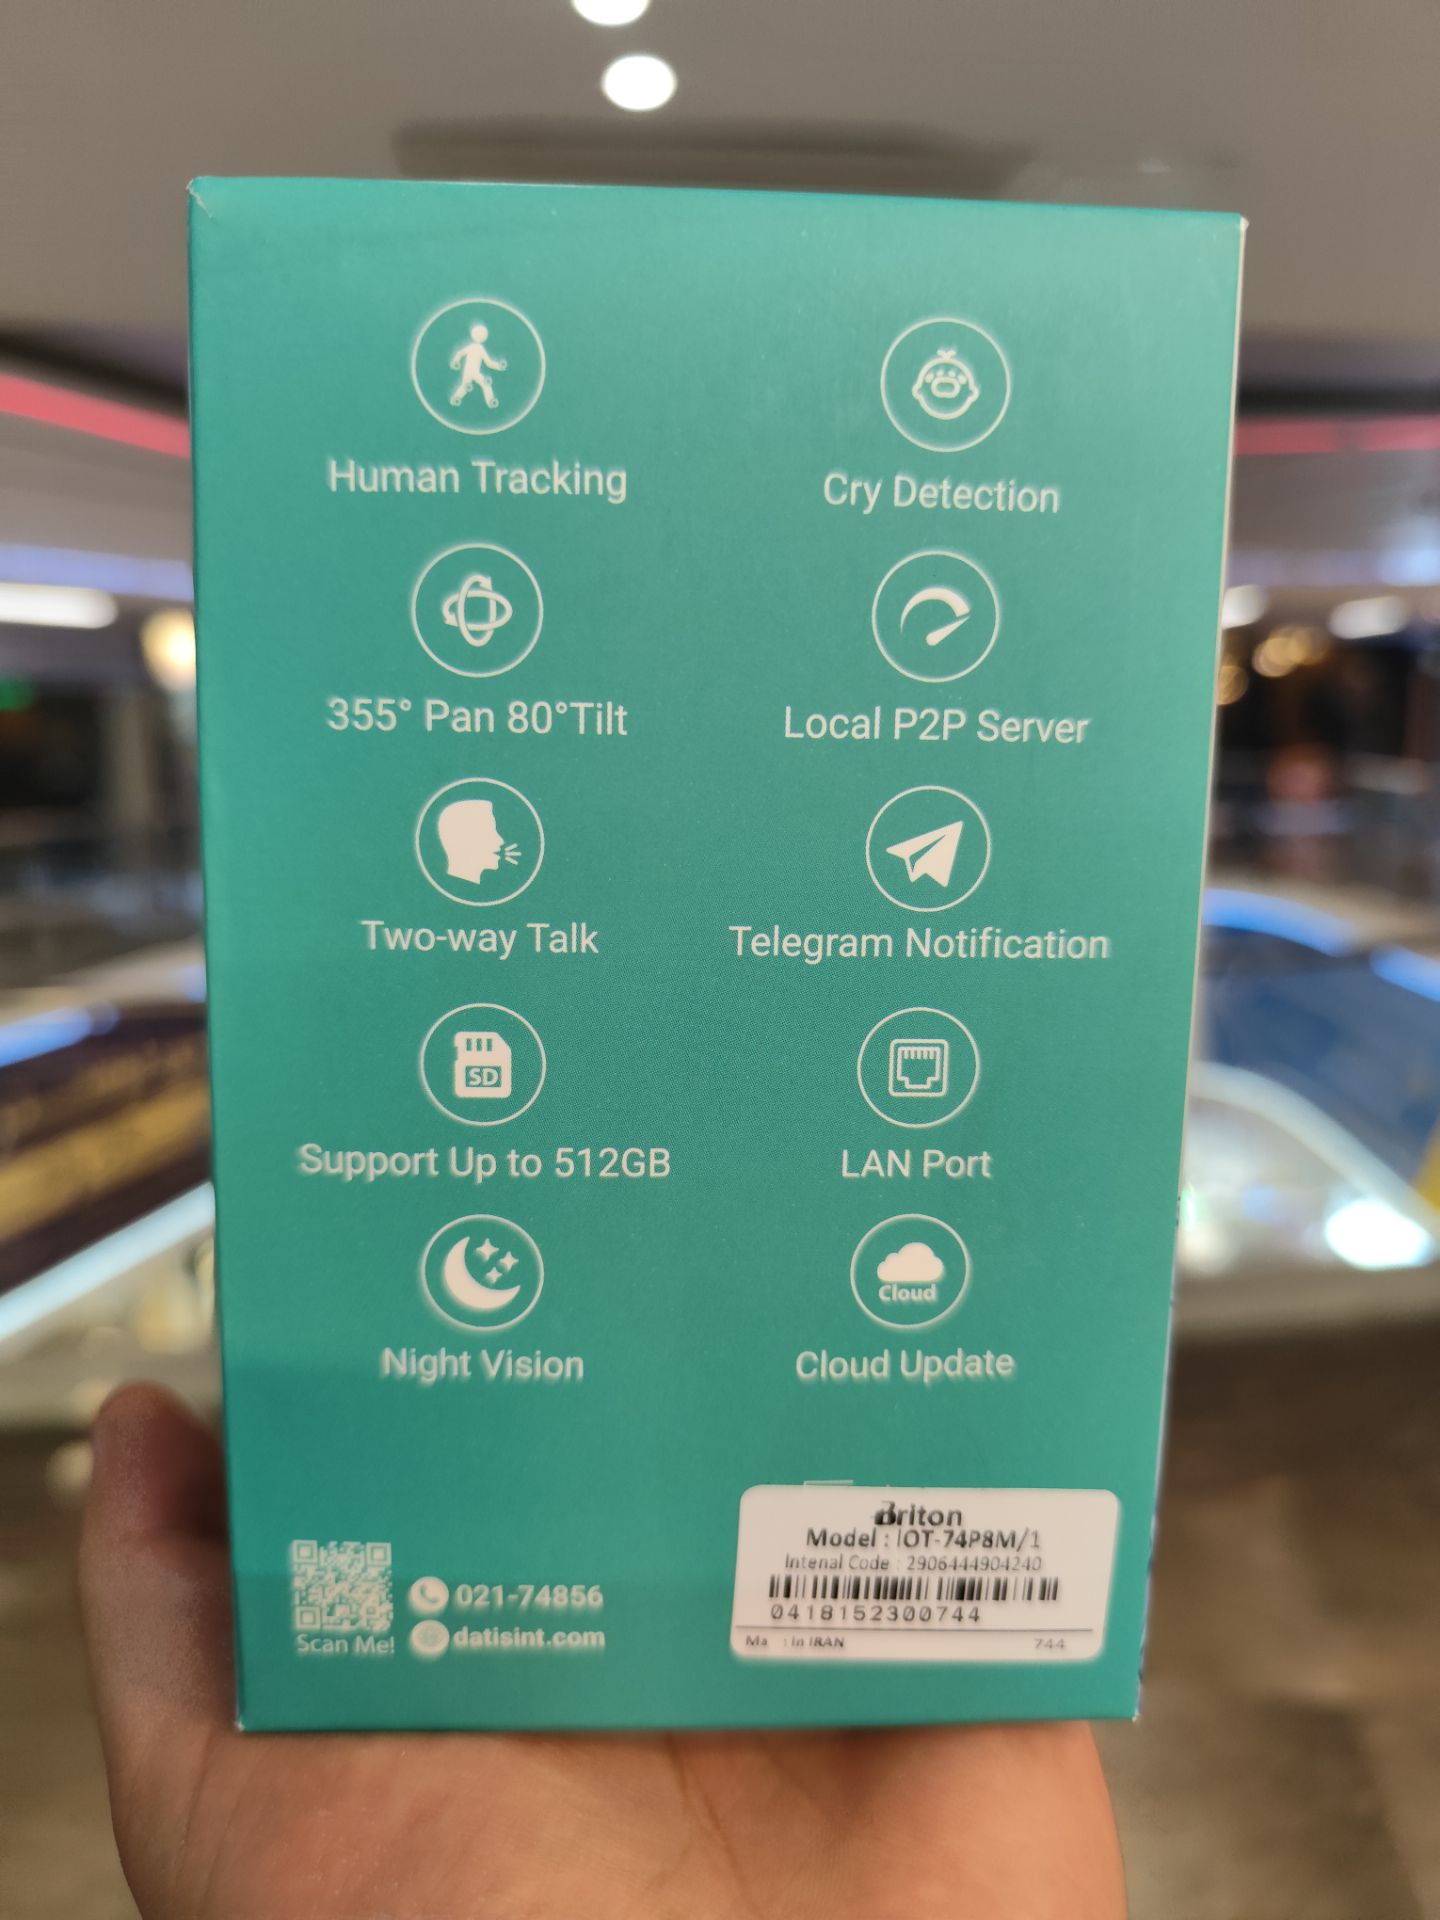 Human Tracking
Cry Detection
355° Pan 80°Tilt
Local P2P Server
Two-way Talk
Telegram Notification
SD
Support Up to 512GB
LAN Port
Night Vision
Cloud
Cloud Update
Scan Me!
021-74856
datisint.com
Briton
Model : IOT-74P8M/1
Intenal Code : 2906444904240
0418152300744
Ma : in IRAN 744